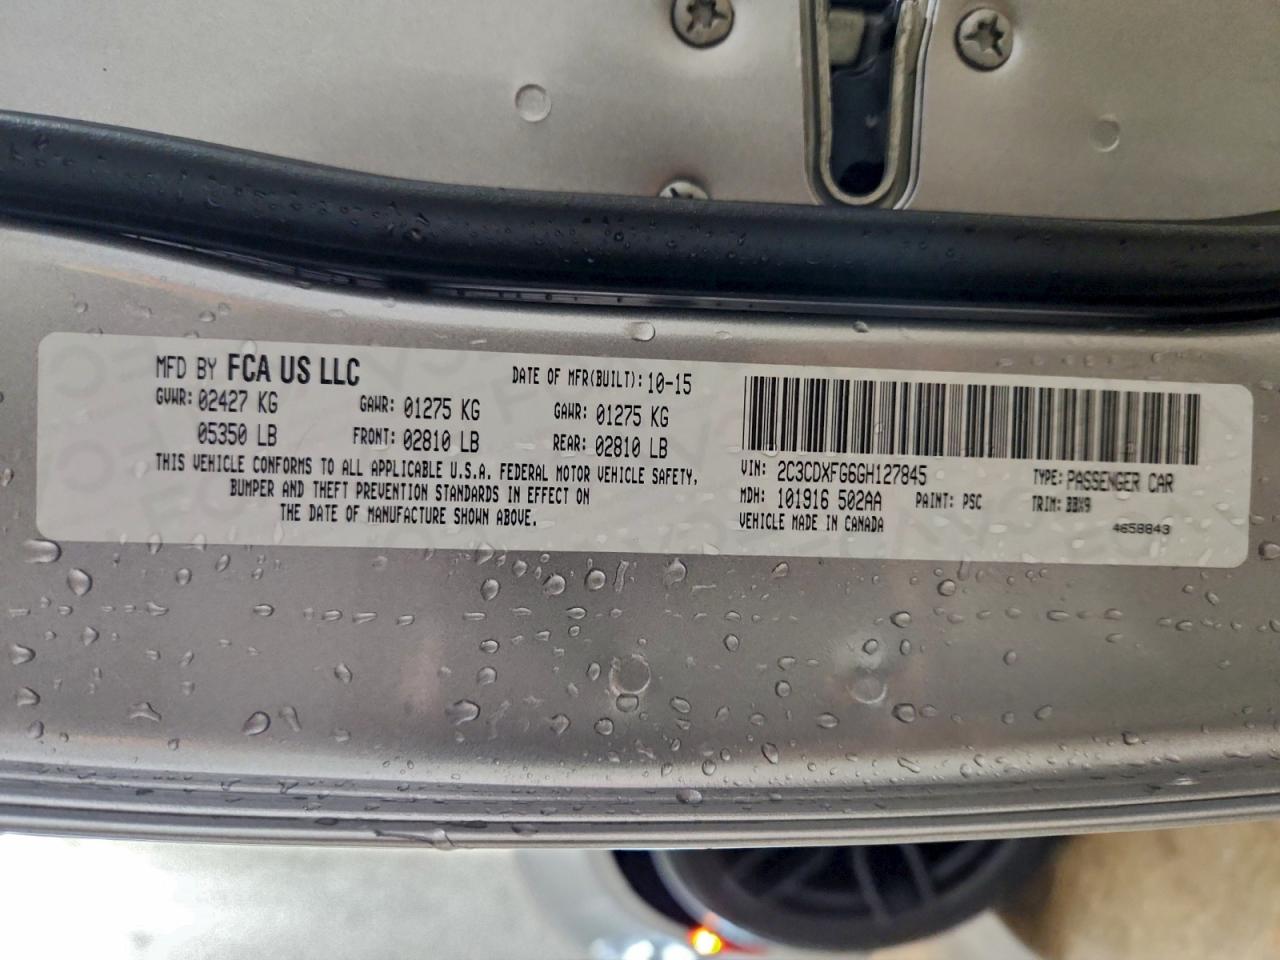 MFD BY FCA US LLC DATE OF MFR(BUILT): 10-15
GVWR: 02427 KG GAWR: 01275 KG GAWR: 01275 KG
05350 LB FRONT: 02810 LB REAR: 02810 LB
THIS VEHICLE CONFORMS TO ALL APPLICABLE U.S.A. FEDERAL MOTOR VEHICLE SAFETY,
BUMPER AND THEFT PREVENTION STANDARDS IN EFFECT ON
THE DATE OF MANUFACTURE SHOWN ABOVE.
VIN: 2C3CDXFG6GH127845 TYPE: PASSENGER CAR
MDH: 101916 502AA PAINT: PSC TRIM: BBX9
VEHICLE MADE IN CANADA 4658843